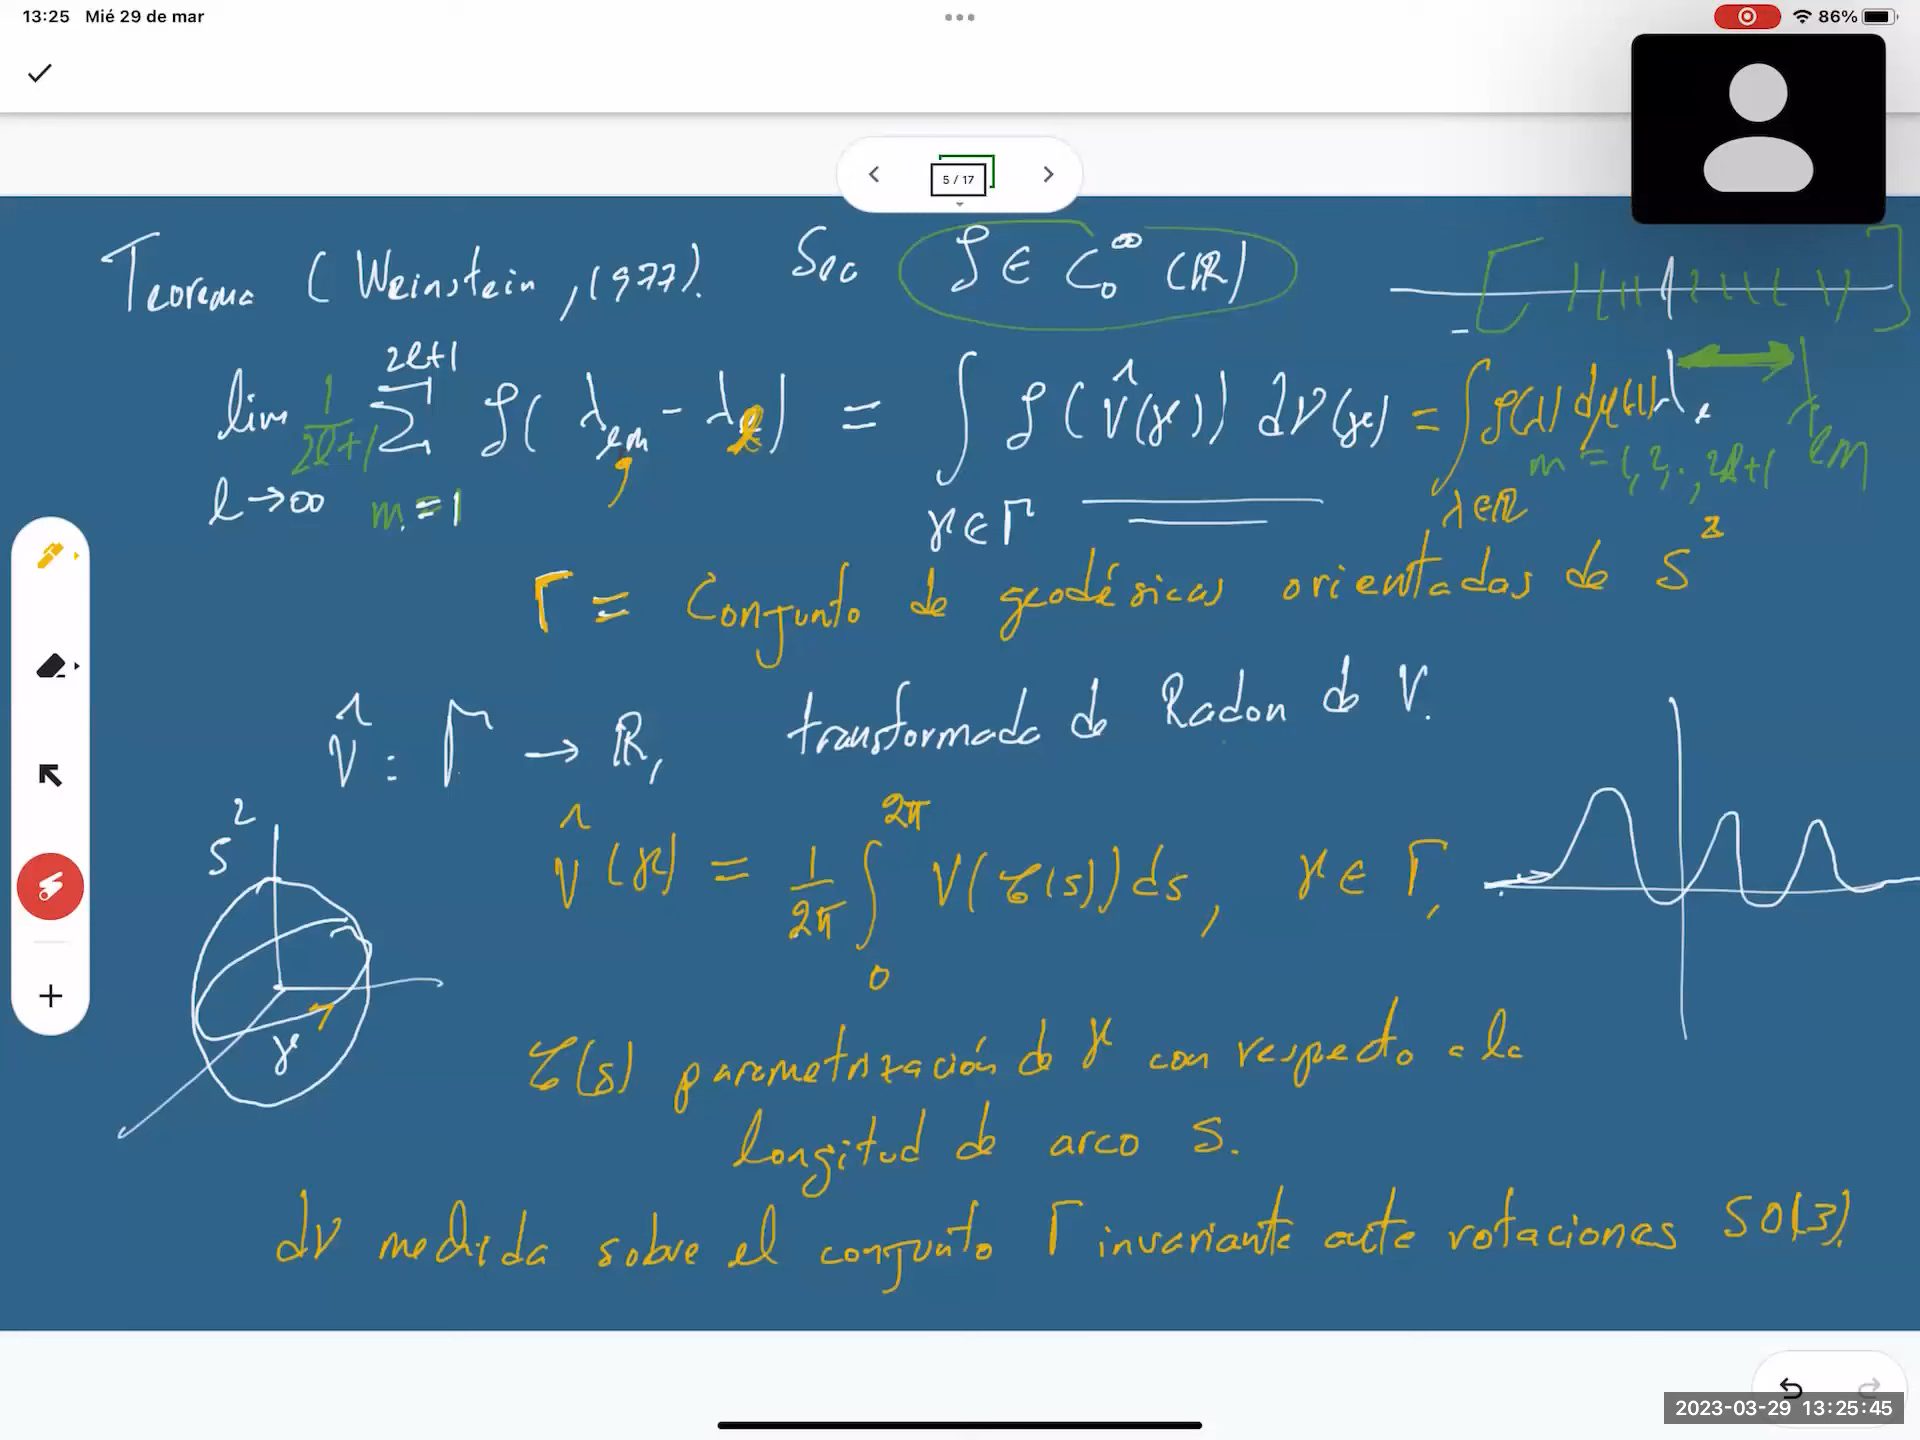 13:25 Mié 29 de mar
86%
5 / 17
Teorema (Weinstein, 1977). Sea ρ ∈ C₀^∞ (ℝ)
lim_{l→∞} 1/(2l+1) Σ_{m=1}^{2l+1} ρ( λ_{l,m} - λ_l ) = ∫_{γ∈Γ} ρ( V̂(γ) ) dν(γ) = ∫_{λ∈ℝ} ρ(λ) dμ(λ)
λ_l λ_{lm}
m = 1, 2, ., 2l+1
Γ = Conjunto de geodésicas orientadas de S²
V̂ : Γ → ℝ, transformada de Radon de V.
S²
V̂(γ) = 1/2π ∫_0^{2π} V(τ(s)) ds, γ ∈ Γ,
γ
τ(s) parametrización de γ con respecto a la
longitud de arco s.
dν medida sobre el conjunto Γ invariante ante rotaciones SO(3).
2023-03-29 13:25:45